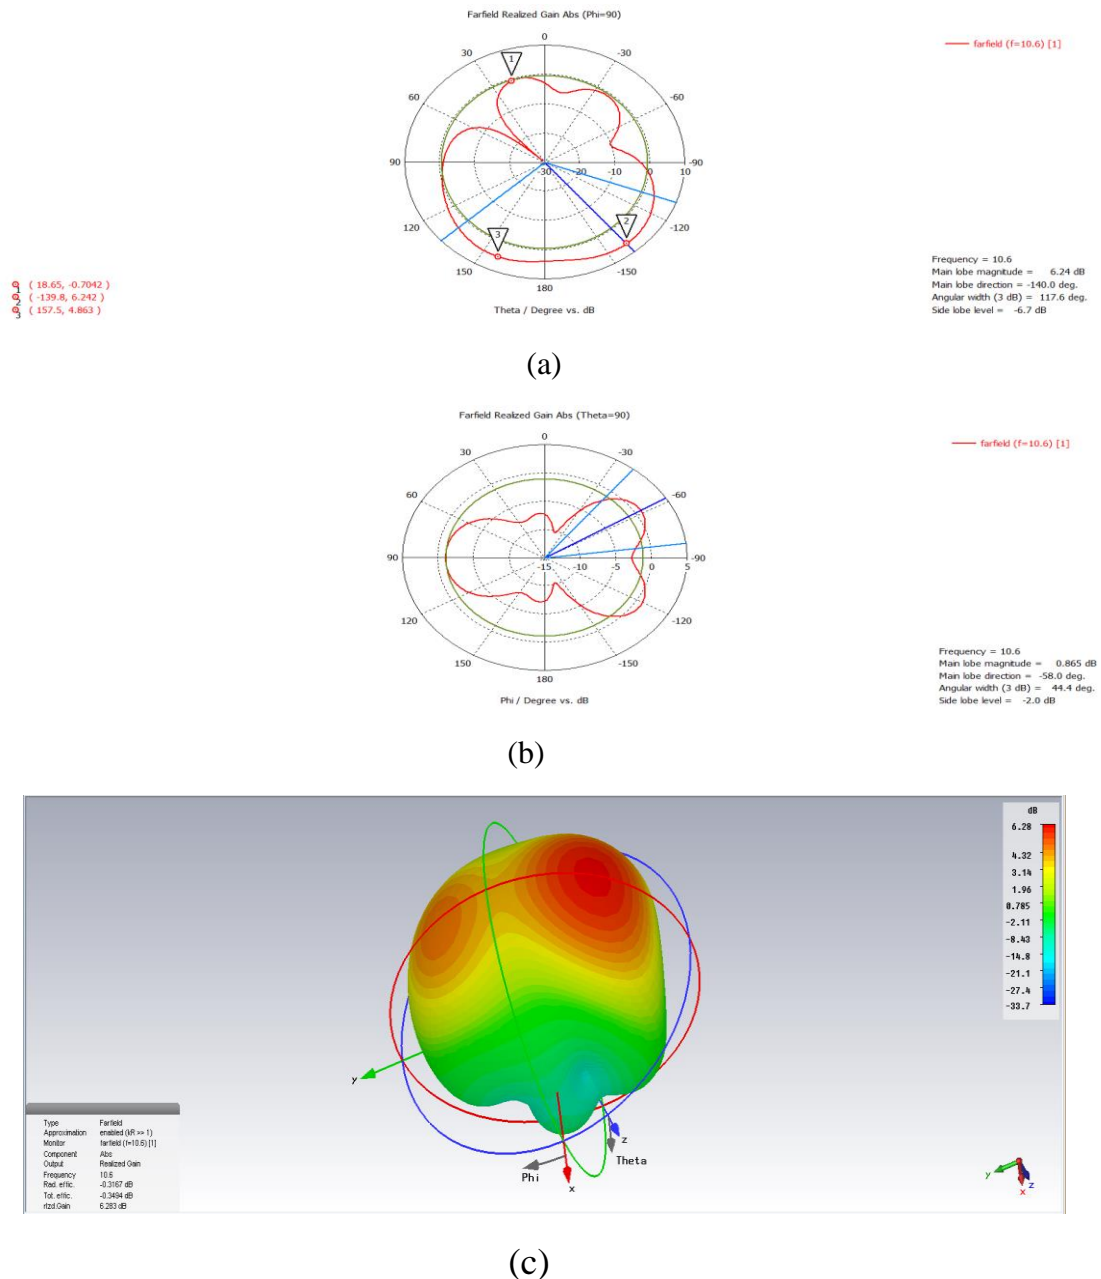 Farfield Realized Gain Abs (Phi=90)
farfield (f=10.6) [1]
0
30
-30
60
-60
90
-30
-20
-10
0
10
-90
120
-120
150
-150
180
1
2
3
Theta / Degree vs. dB
1 ( 18.65, -0.7042 )
2 ( -139.8, 6.242 )
3 ( 157.5, 4.863 )
Frequency = 10.6
Main lobe magnitude = 6.24 dB
Main lobe direction = -140.0 deg.
Angular width (3 dB) = 117.6 deg.
Side lobe level = -6.7 dB
(a)
Farfield Realized Gain Abs (Theta=90)
farfield (f=10.6) [1]
0
30
-30
60
-60
90
-15
-10
-5
0
5
-90
120
-120
150
-150
180
Phi / Degree vs. dB
Frequency = 10.6
Main lobe magnitude = 0.865 dB
Main lobe direction = -58.0 deg.
Angular width (3 dB) = 44.4 deg.
Side lobe level = -2.0 dB
(b)
dB
6.28
4.32
3.14
1.96
0.785
-2.11
-8.43
-14.8
-21.1
-27.4
-33.7
y
z
Theta
Phi
x
Type Farfield
Approximation enabled (kR >> 1)
Monitor farfield (f=10.6) [1]
Component Abs
Output Realized Gain
Frequency 10.6
Rad. effic. -0.3167 dB
Tot. effic. -0.3494 dB
rlzd.Gain 6.283 dB
y
x
z
(c)